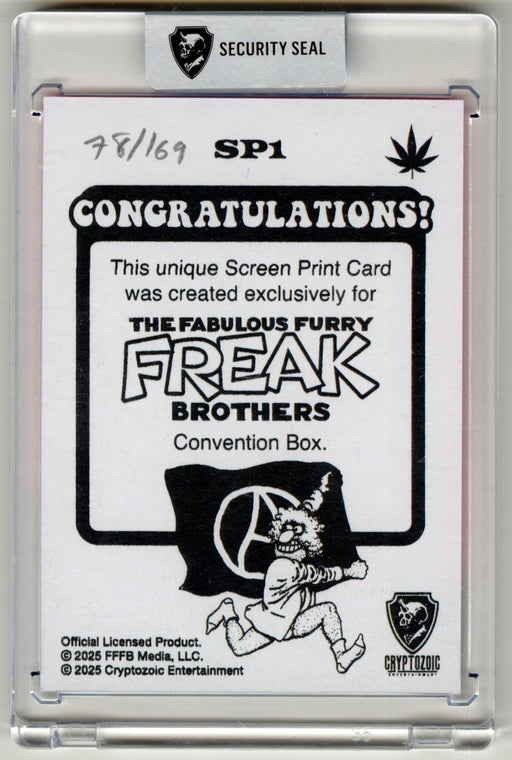 SECURITY SEAL
78/169 SP1
CONGRATULATIONS!
This unique Screen Print Card
was created exclusively for
THE FABULOUS FURRY
FREAK
BROTHERS
Convention Box.
Official Licensed Product.
© 2025 FFFB Media, LLC.
© 2025 Cryptozoic Entertainment
CRYPTOZOIC
ENTERTAINMENT